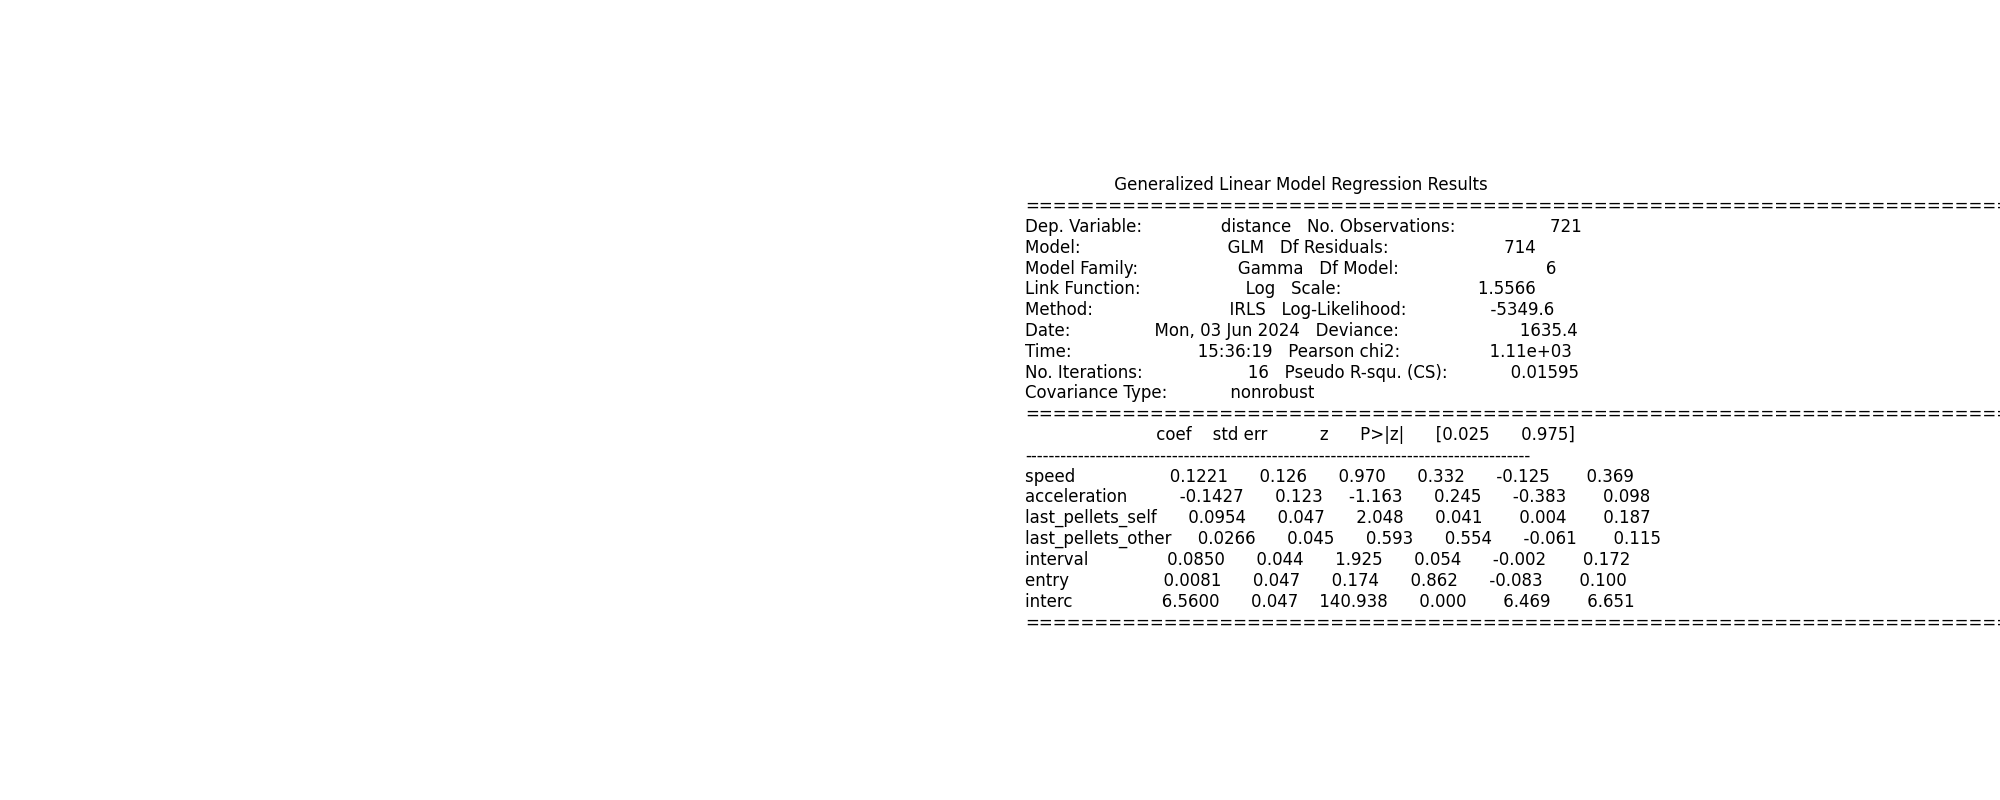 Generalized Linear Model Regression Results
================================================================================
Dep. Variable: distance No. Observations: 721
Model: GLM Df Residuals: 714
Model Family: Gamma Df Model: 6
Link Function: Log Scale: 1.5566
Method: IRLS Log-Likelihood: -5349.6
Date: Mon, 03 Jun 2024 Deviance: 1635.4
Time: 15:36:19 Pearson chi2: 1.11e+03
No. Iterations: 16 Pseudo R-squ. (CS): 0.01595
Covariance Type: nonrobust
================================================================================
coef std err z P>|z| [0.025 0.975]
--------------------------------------------------------------------------------
speed 0.1221 0.126 0.970 0.332 -0.125 0.369
acceleration -0.1427 0.123 -1.163 0.245 -0.383 0.098
last_pellets_self 0.0954 0.047 2.048 0.041 0.004 0.187
last_pellets_other 0.0266 0.045 0.593 0.554 -0.061 0.115
interval 0.0850 0.044 1.925 0.054 -0.002 0.172
entry 0.0081 0.047 0.174 0.862 -0.083 0.100
interc 6.5600 0.047 140.938 0.000 6.469 6.651
================================================================================